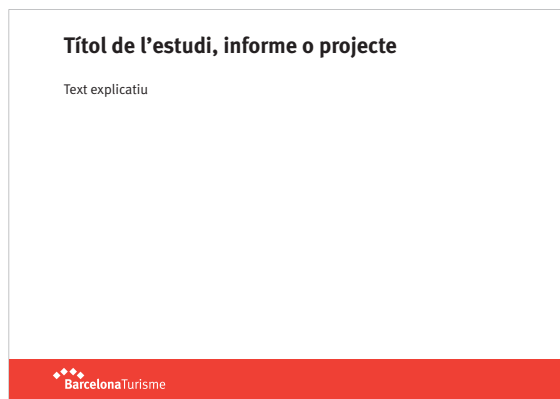 Títol de l’estudi, informe o projecte
Text explicatiu
BarcelonaTurisme